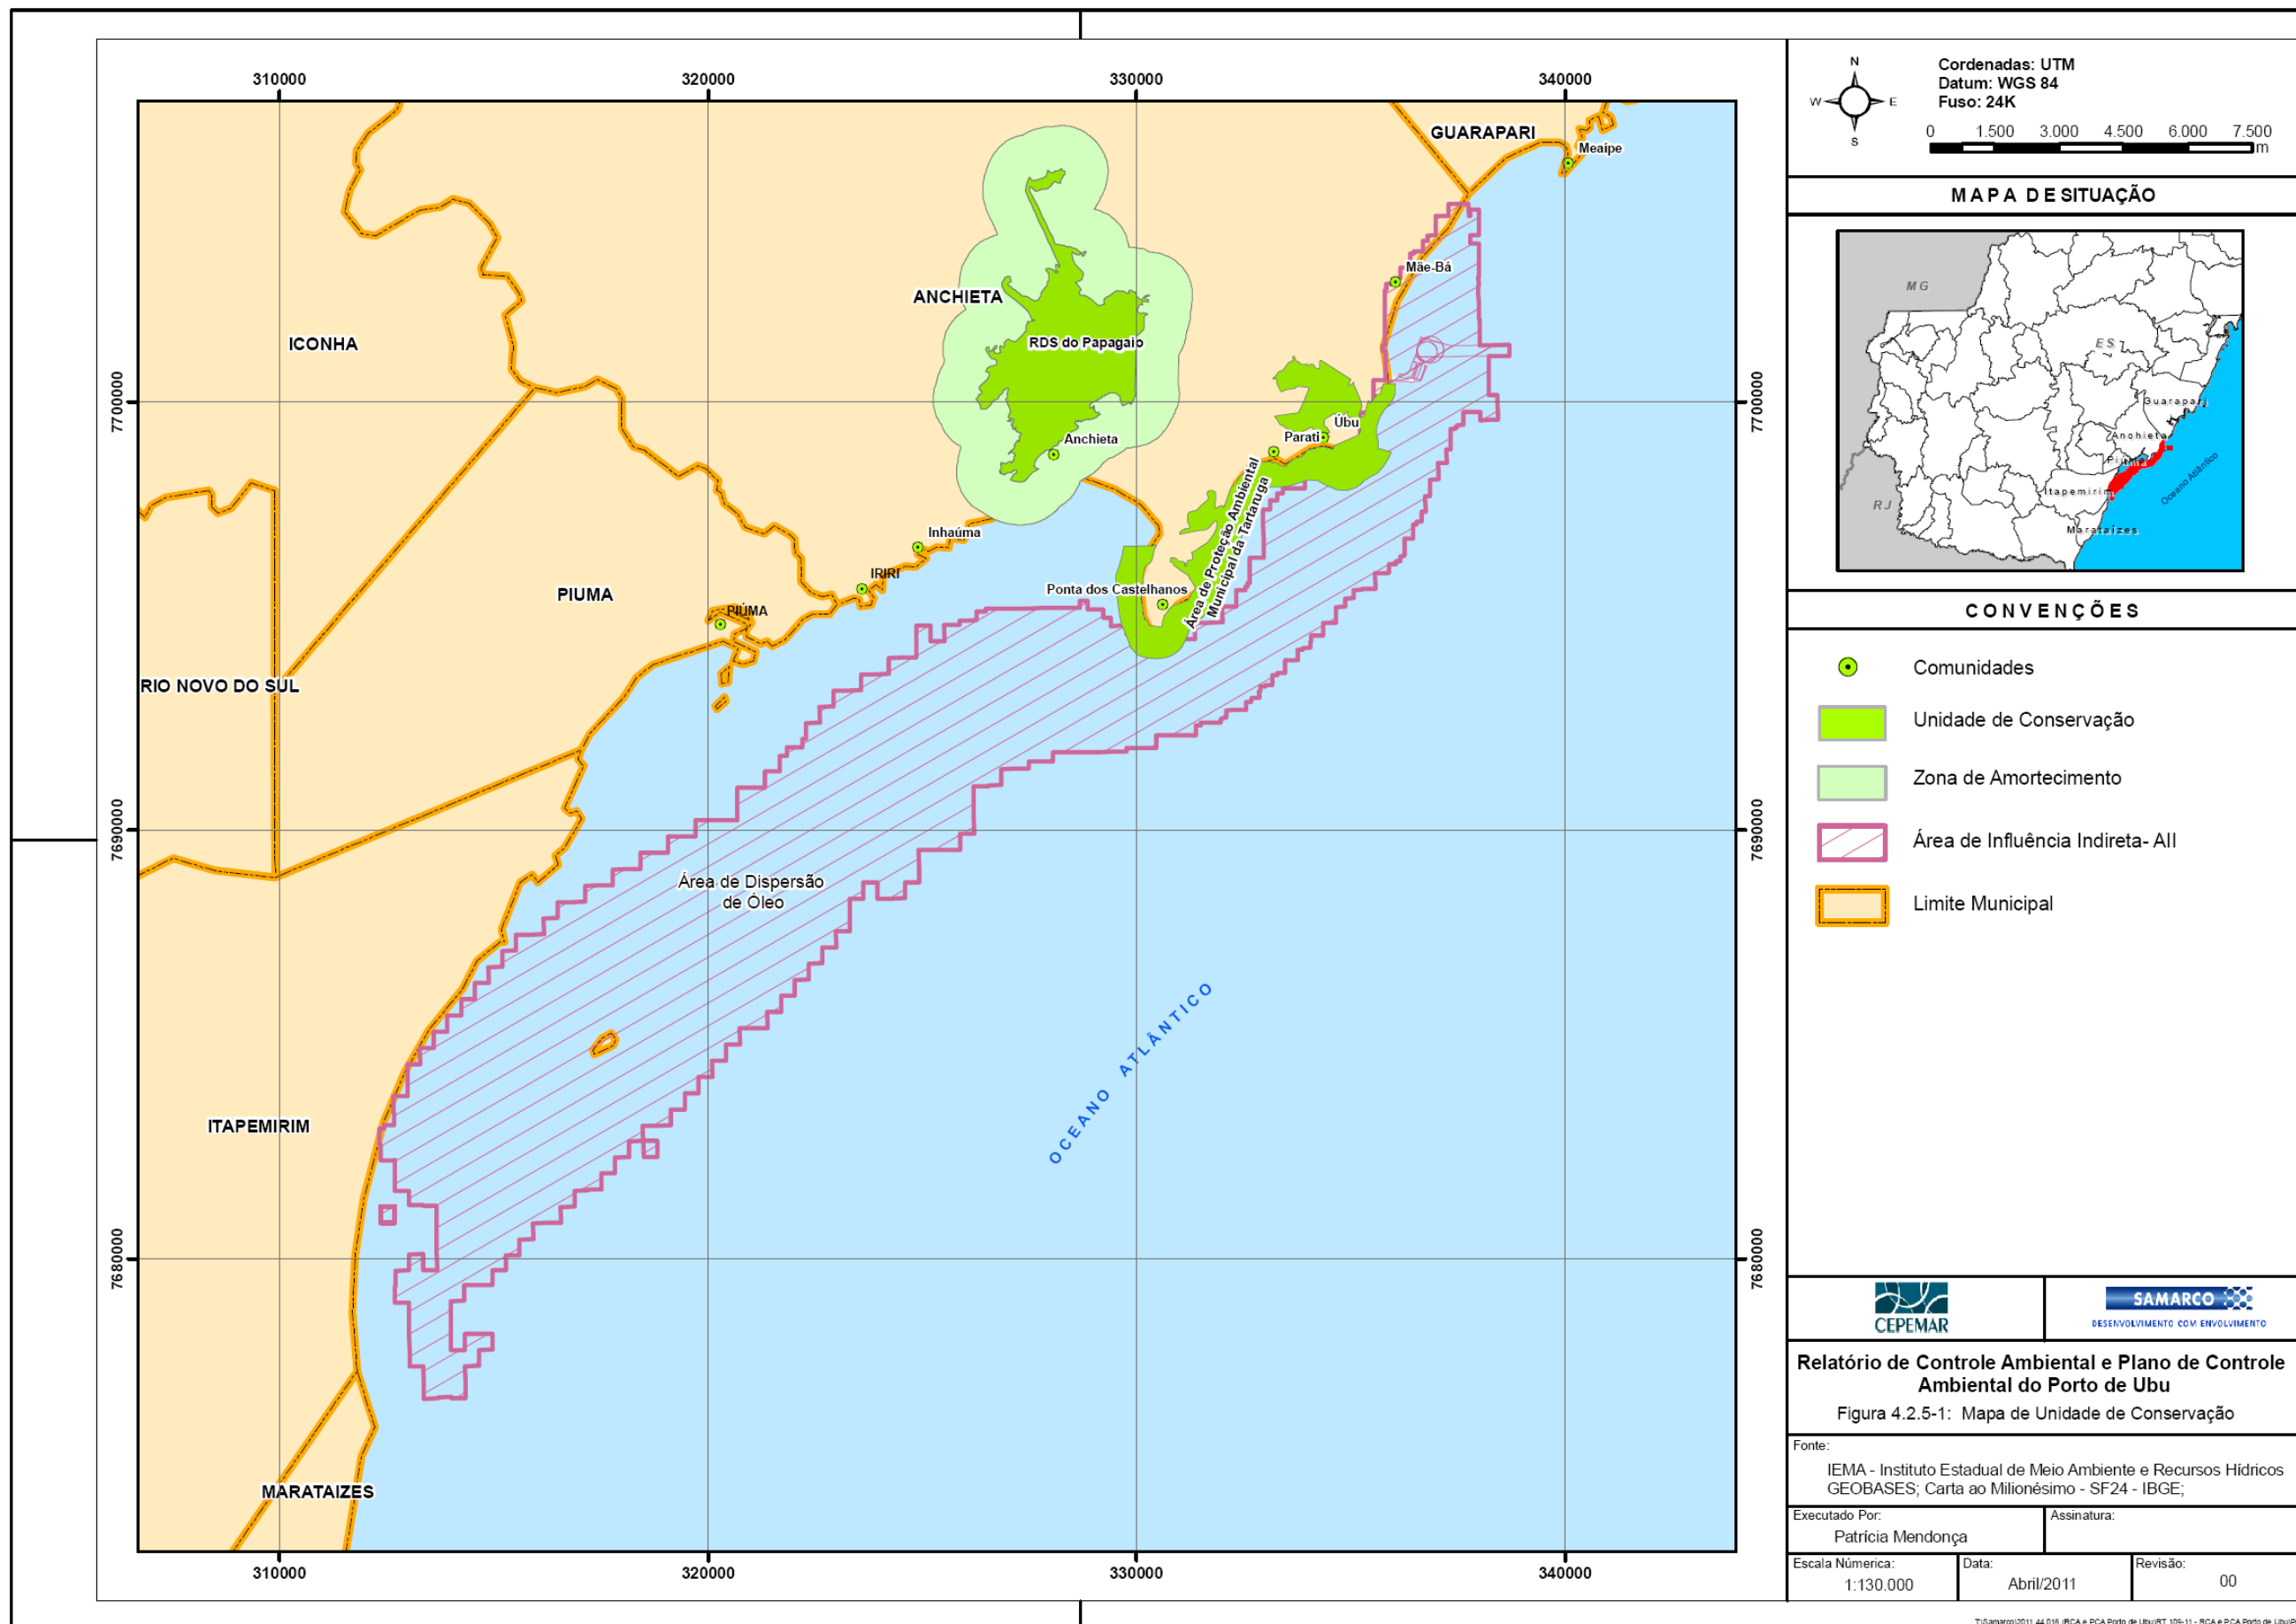 310000
320000
330000
340000
GUARAPARI
Meaípe
Mãe-Bá
ANCHIETA
ICONHA
RDS do Papagaio
7700000
7700000
Úbu
Parati
Anchieta
Área de Proteção Ambiental
Municipal da Tartaruga
Inhaúma
IRIRI
Ponta dos Castelhanos
PIUMA
PIÚMA
RIO NOVO DO SUL
7690000
7690000
Área de Dispersão
de Óleo
OCEANO ATLÂNTICO
ITAPEMIRIM
7680000
7680000
MARATAIZES
310000
320000
330000
340000
N
W
E
S
Cordenadas: UTM
Datum: WGS 84
Fuso: 24K
0 1.500 3.000 4.500 6.000 7.500
m
MAPA DE SITUAÇÃO
MG
ES
Guarapari
Anchieta
Piuma
Itapemirim
Oceano Atlântico
RJ
Marataízes
CONVENÇÕES
Comunidades
Unidade de Conservação
Zona de Amortecimento
Área de Influência Indireta- AII
Limite Municipal
CEPEMAR
SAMARCO
DESENVOLVIMENTO COM ENVOLVIMENTO
Relatório de Controle Ambiental e Plano de Controle
Ambiental do Porto de Ubu
Figura 4.2.5-1: Mapa de Unidade de Conservação
Fonte:
IEMA - Instituto Estadual de Meio Ambiente e Recursos Hídricos
GEOBASES; Carta ao Milionésimo - SF24 - IBGE;
Executado Por:
Patrícia Mendonça
Assinatura:
Escala Númerica:
1:130.000
Data:
Abril/2011
Revisão:
00